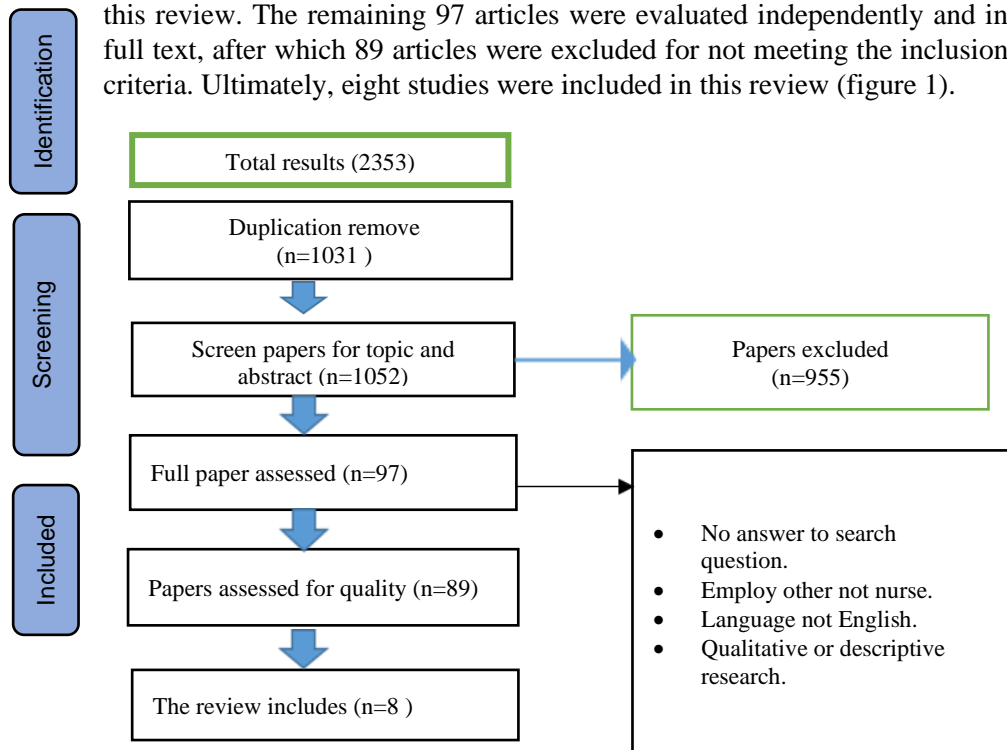 this review. The remaining 97 articles were evaluated independently and in
full text, after which 89 articles were excluded for not meeting the inclusion
criteria. Ultimately, eight studies were included in this review (figure 1).
Identification
Total results (2353)
Duplication remove
(n=1031 )
Screening
Screen papers for topic and
abstract (n=1052)
Papers excluded
(n=955)
Full paper assessed (n=97)
• No answer to search
question.
• Employ other not nurse.
• Language not English.
• Qualitative or descriptive
research.
Included
Papers assessed for quality (n=89)
The review includes (n=8 )